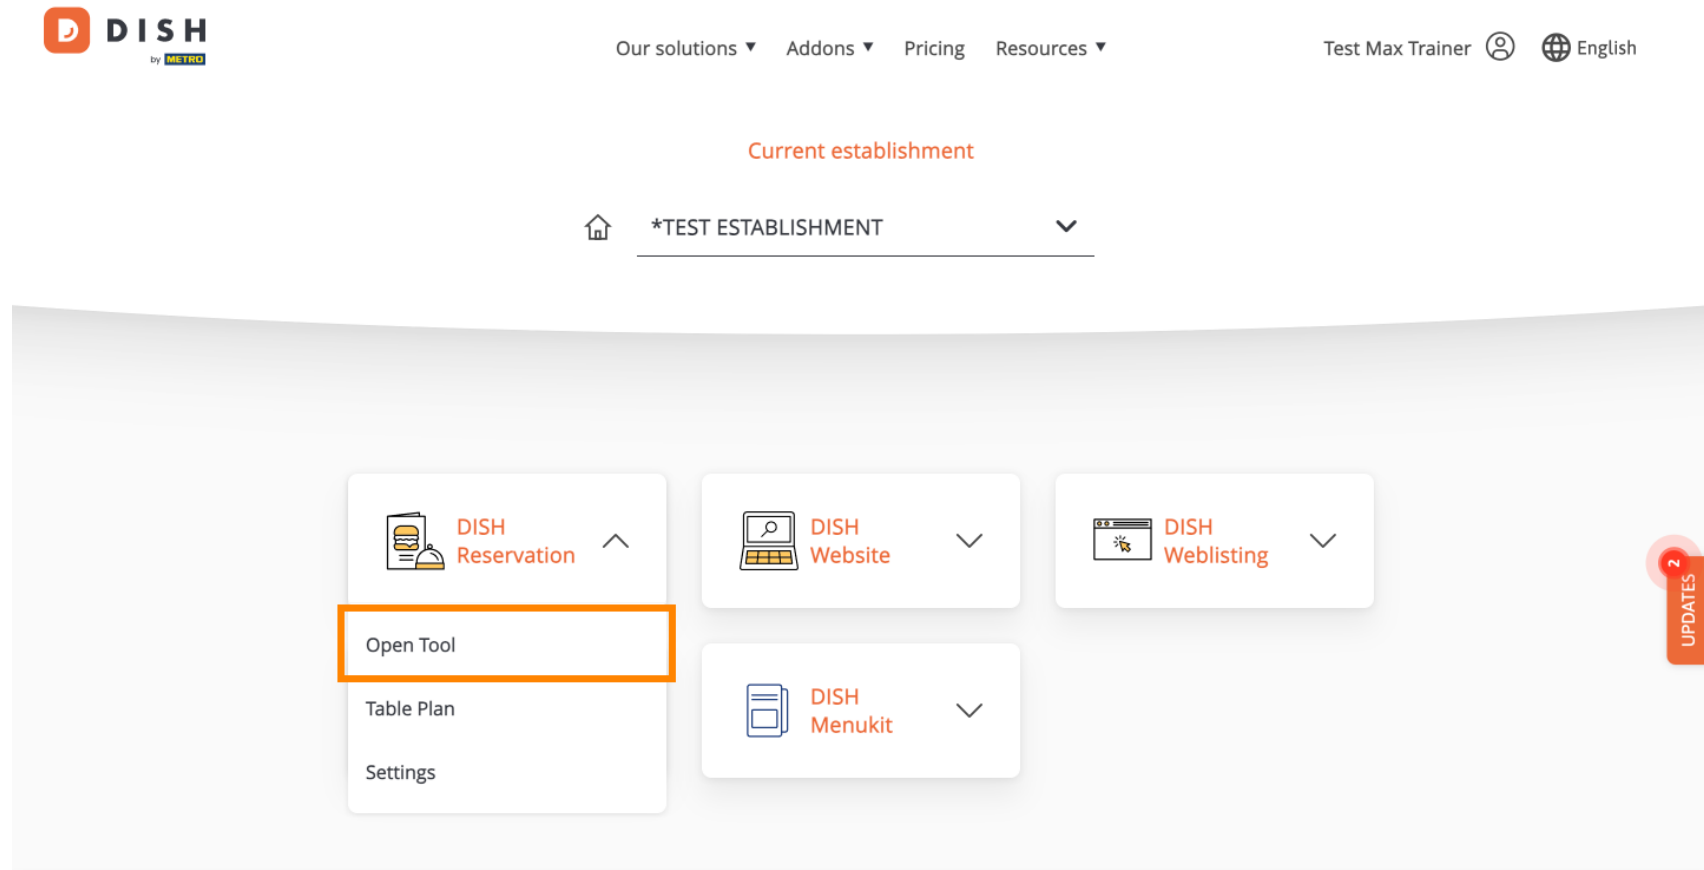 DISH
by METRO
Our solutions ▼ Addons ▼ Pricing Resources ▼
Test Max Trainer
English
Current establishment
*TEST ESTABLISHMENT
DISH
Reservation
DISH
Website
DISH
Weblisting
Open Tool
Table Plan
Settings
DISH
Menukit
2
UPDATES